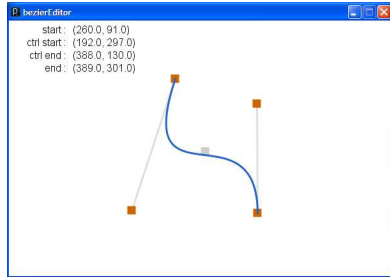 bezierEditor
start : (260.0, 91.0)
ctrl start : (192.0, 297.0)
ctrl end : (388.0, 130.0)
end : (389.0, 301.0)